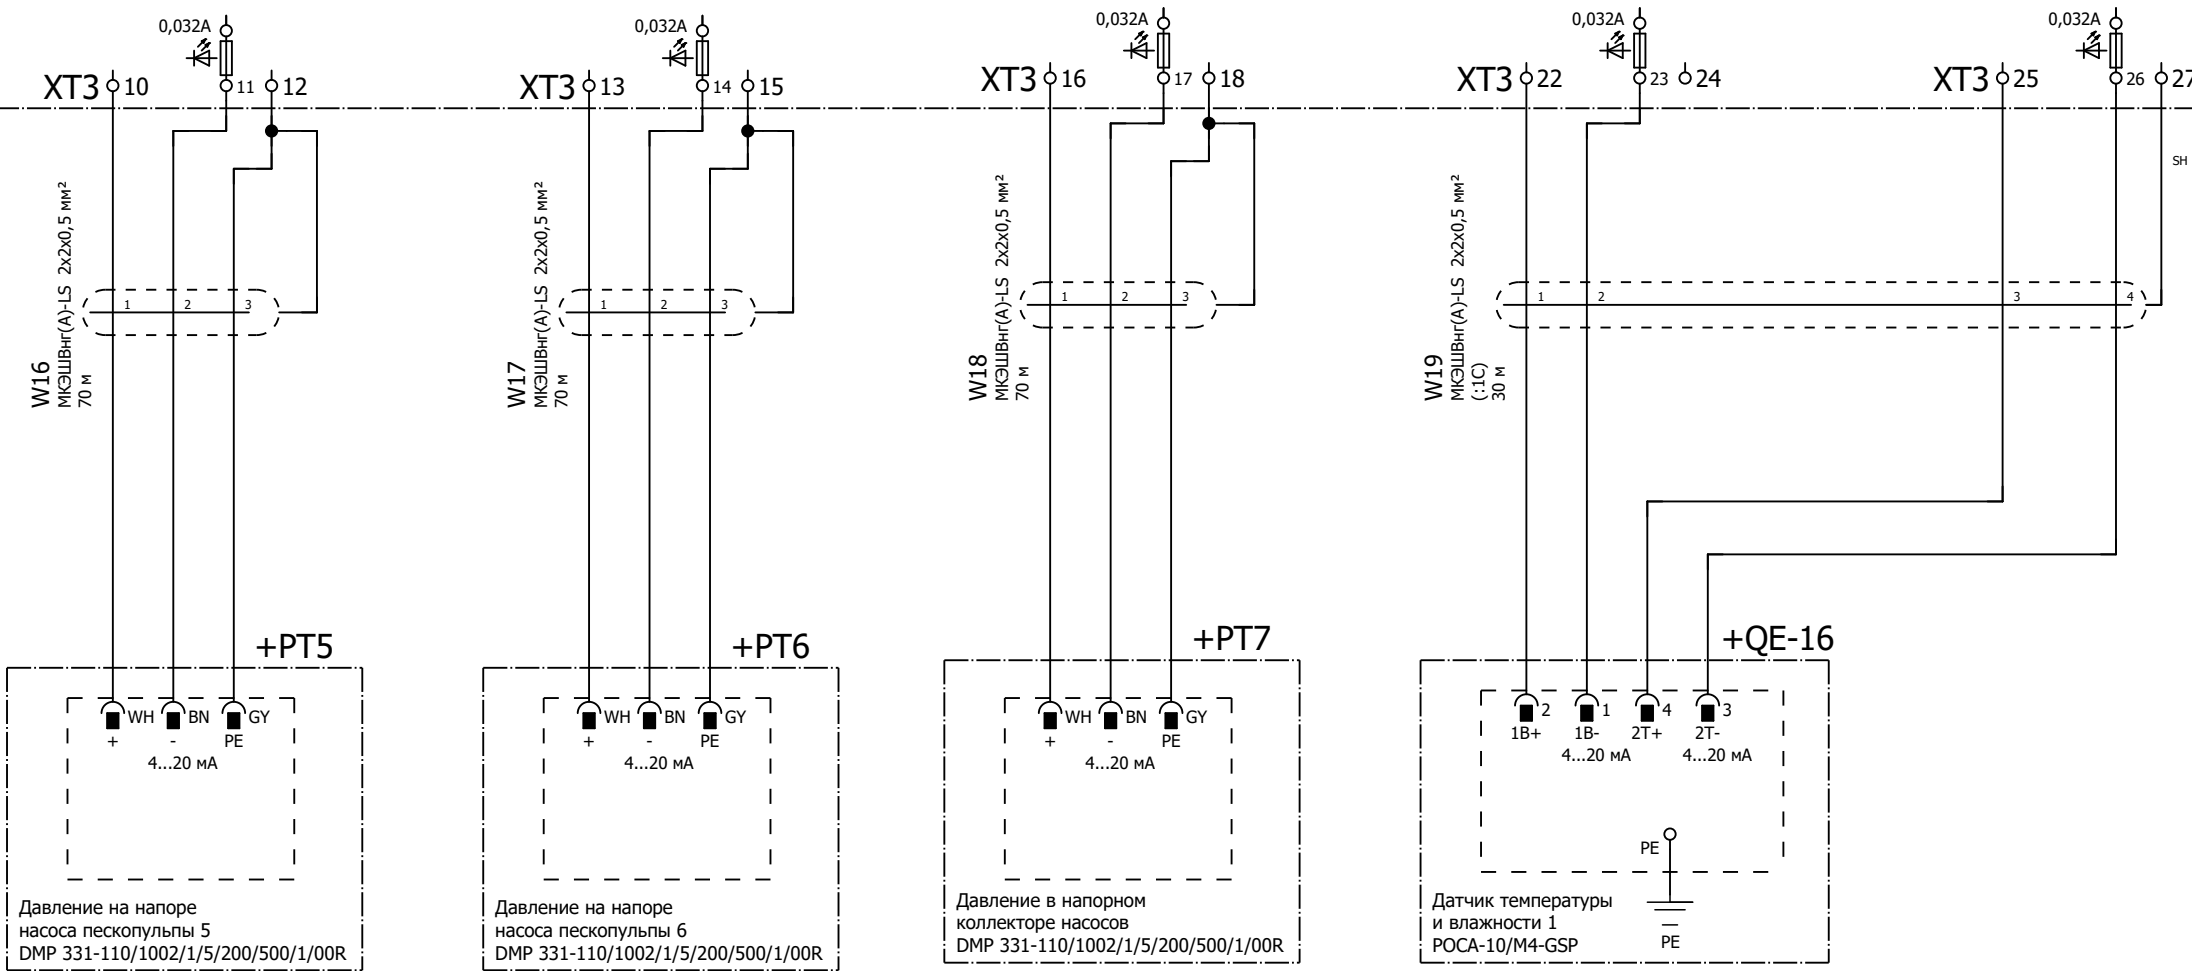 0,032A
0,032A
0,032A
0,032A
0,032A
XT3 10 11 12
XT3 13 14 15
XT3 16 17 18
XT3 22 23 24
XT3 25 26 27
SH
W16
МКЭШВнг(А)-LS 2x2x0,5 мм²
70 м
1 2 3
W17
МКЭШВнг(А)-LS 2x2x0,5 мм²
70 м
1 2 3
W18
МКЭШВнг(А)-LS 2x2x0,5 мм²
70 м
1 2 3
W19
МКЭШВнг(А)-LS 2x2x0,5 мм²
(:1C)
30 м
1 2 3 4
+PT5
WH BN GY
+ - PE
4...20 мА
Давление на напоре
насоса пескопульпы 5
DMP 331-110/1002/1/5/200/500/1/00R
+PT6
WH BN GY
+ - PE
4...20 мА
Давление на напоре
насоса пескопульпы 6
DMP 331-110/1002/1/5/200/500/1/00R
+PT7
WH BN GY
+ - PE
4...20 мА
Давление в напорном
коллекторе насосов
DMP 331-110/1002/1/5/200/500/1/00R
+QE-16
2 1 4 3
1В+ 1В- 2Т+ 2Т-
4...20 мА 4...20 мА
PE
PE
Датчик температуры
и влажности 1
РОСА-10/М4-GSP